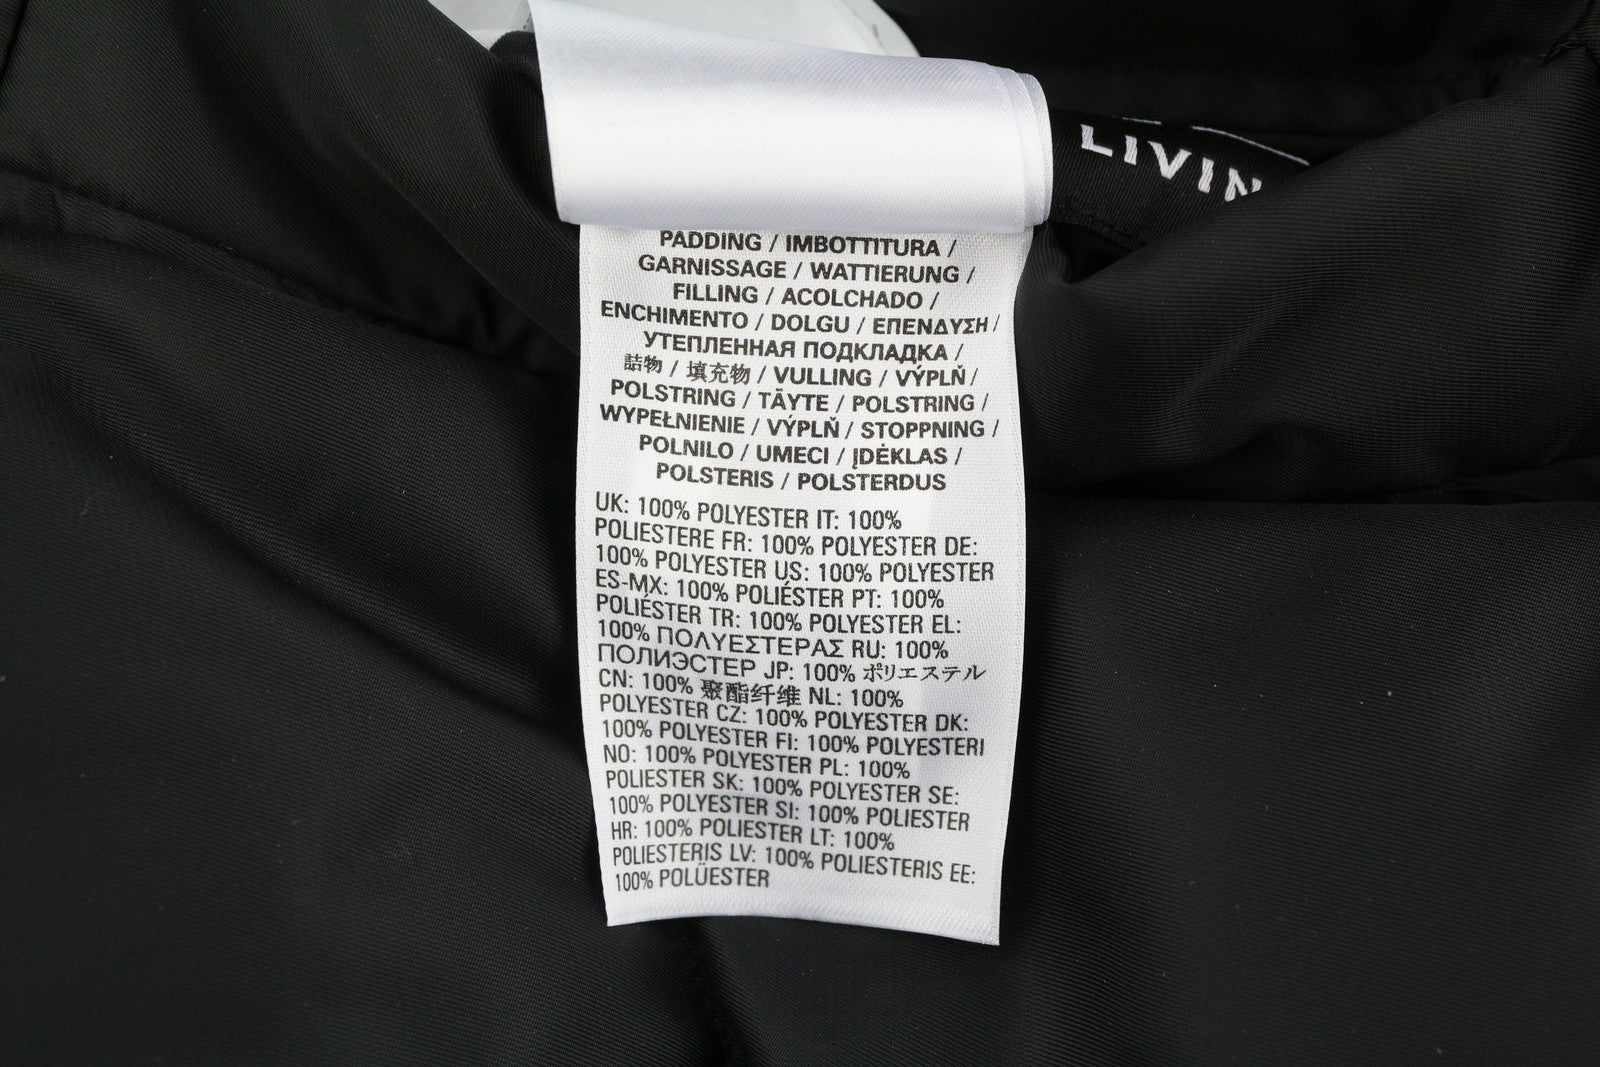 LIVIN
PADDING / IMBOTTITURA /
GARNISSAGE / WATTIERUNG /
FILLING / ACOLCHADO /
ENCHIMENTO / DOLGU / ΕΠΕΝΔΥΣΗ /
УТЕПЛЕННАЯ ПОДКЛАДКА /
詰物 / 填充物 / VULLING / VÝPLŇ /
POLSTRING / TÄYTE / POLSTRING /
WYPEŁNIENIE / VÝPLŇ / STOPPNING /
POLNILO / UMECI / ĮDĖKLAS /
POLSTERIS / POLSTERDUS
UK: 100% POLYESTER IT: 100%
POLIESTERE FR: 100% POLYESTER DE:
100% POLYESTER US: 100% POLYESTER
ES-MX: 100% POLIÉSTER PT: 100%
POLIÉSTER TR: 100% POLYESTER EL:
100% ΠΟΛΥΕΣΤΕΡΑΣ RU: 100%
ПОЛИЭСТЕР JP: 100% ポリエステル
CN: 100% 聚酯纤维 NL: 100%
POLYESTER CZ: 100% POLYESTER DK:
100% POLYESTER FI: 100% POLYESTERI
NO: 100% POLYESTER PL: 100%
POLIESTER SK: 100% POLYESTER SE:
100% POLYESTER SI: 100% POLIESTER
HR: 100% POLIESTER LT: 100%
POLIESTERIS LV: 100% POLIESTERIS EE:
100% POLÜESTER